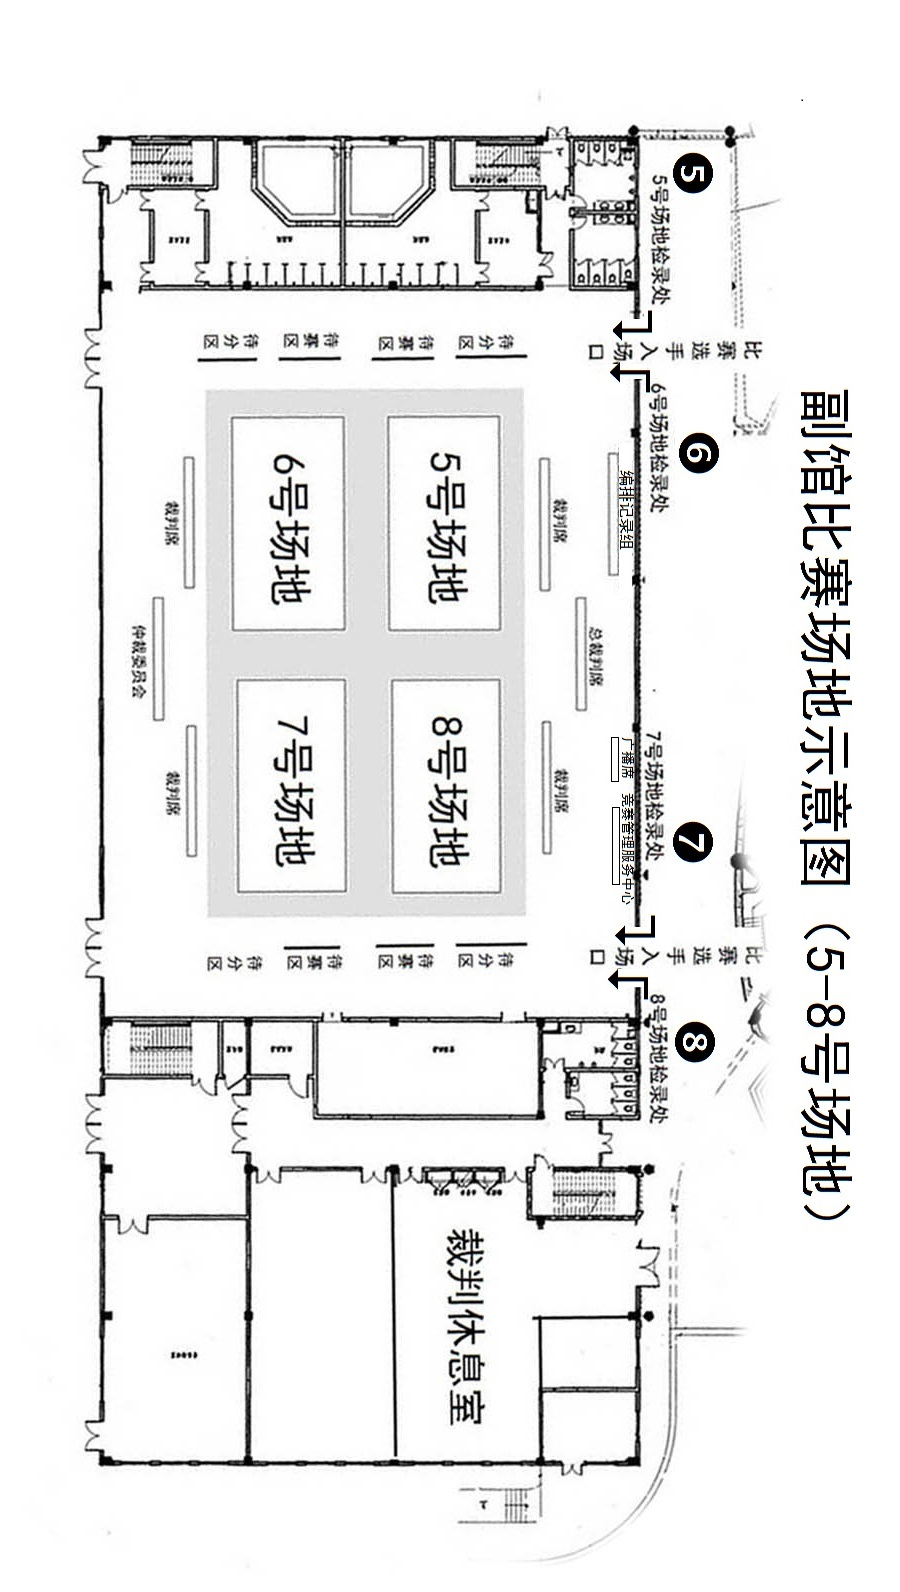 副馆比赛场地示意图（5-8号场地）
5
5号场地检录处
比赛选手入场口
6
6号场地检录处
7
7号场地检录处
比赛选手入场口
8
8号场地检录处
编排记录组
广播席
竞赛管理服务中心
裁判席
总裁判席
裁判席
待分区
待赛区
待赛区
待分区
5号场地
8号场地
6号场地
7号场地
待分区
待赛区
待赛区
待分区
裁判席
仲裁委员会
裁判席
裁判休息室